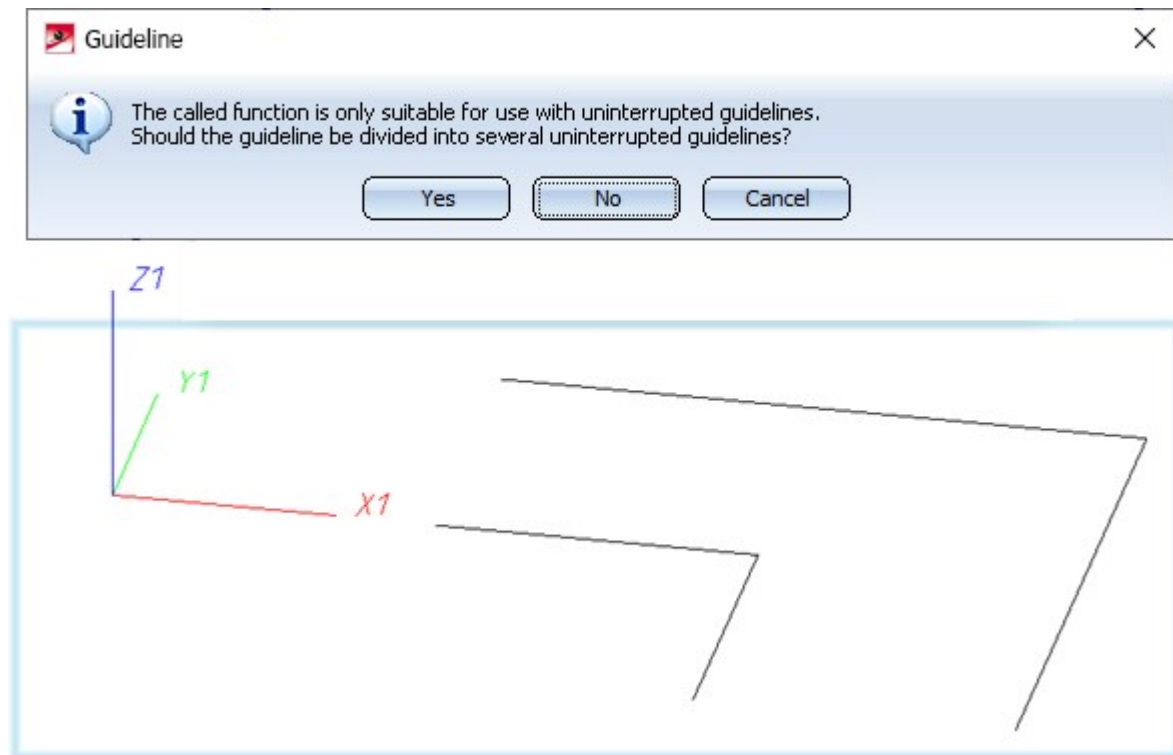 Guideline
The called function is only suitable for use with uninterrupted guidelines.
Should the guideline be divided into several uninterrupted guidelines?
Yes No Cancel
Z1
Y1
X1